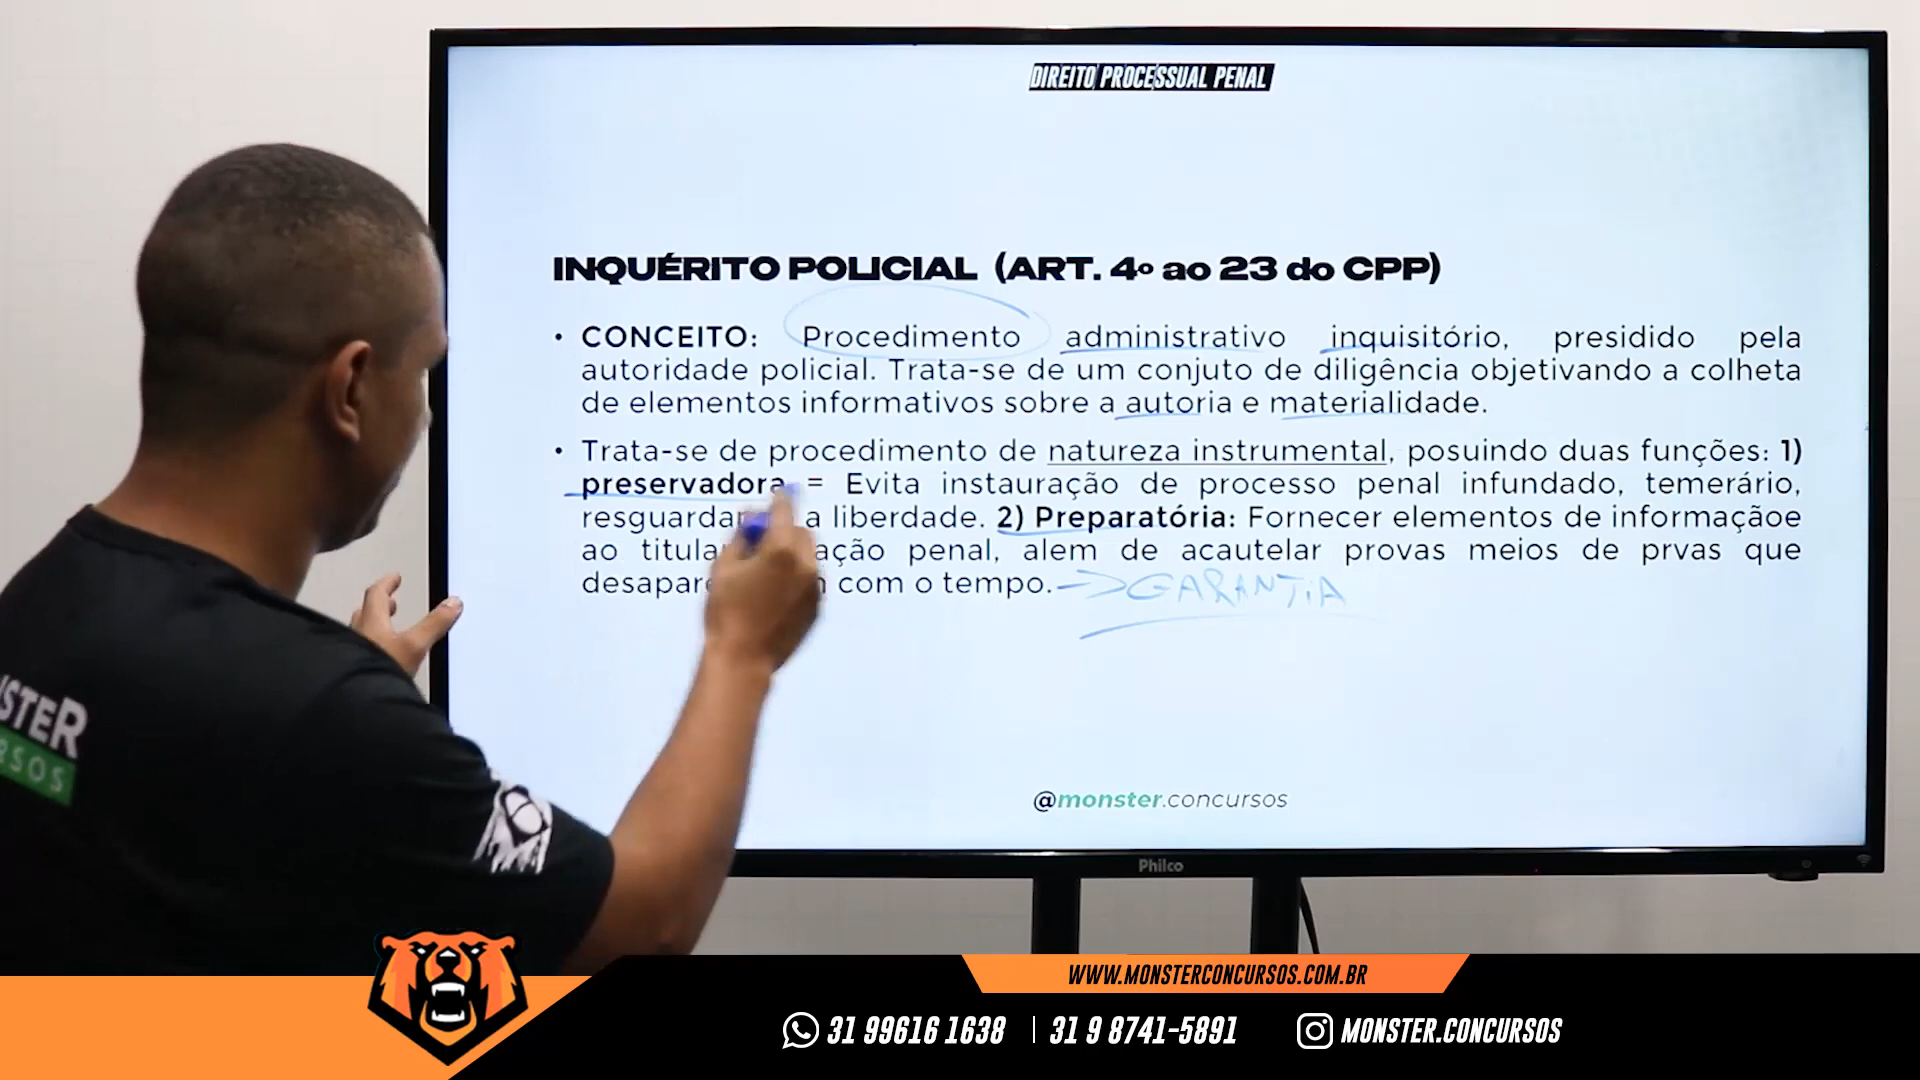 DIREITO PROCESSUAL PENAL
INQUÉRITO POLICIAL (ART. 4º ao 23 do CPP)
• CONCEITO: Procedimento administrativo inquisitório, presidido pela
autoridade policial. Trata-se de um conjuto de diligência objetivando a colheta
de elementos informativos sobre a autoria e materialidade.
• Trata-se de procedimento de natureza instrumental, posuindo duas funções: 1)
preservadora = Evita instauração de processo penal infundado, temerário,
a liberdade. 2) Preparatória: Fornecer elementos de informaçãoe
ao ação penal, alem de acautelar provas meios de prvas que
com o tempo. → GARANTIA
@monster.concursos
Philco
NSTER
RSOS
WWW.MONSTERCONCURSOS.COM.BR
31 99616 1638 | 31 9 8741-5891 MONSTER.CONCURSOS